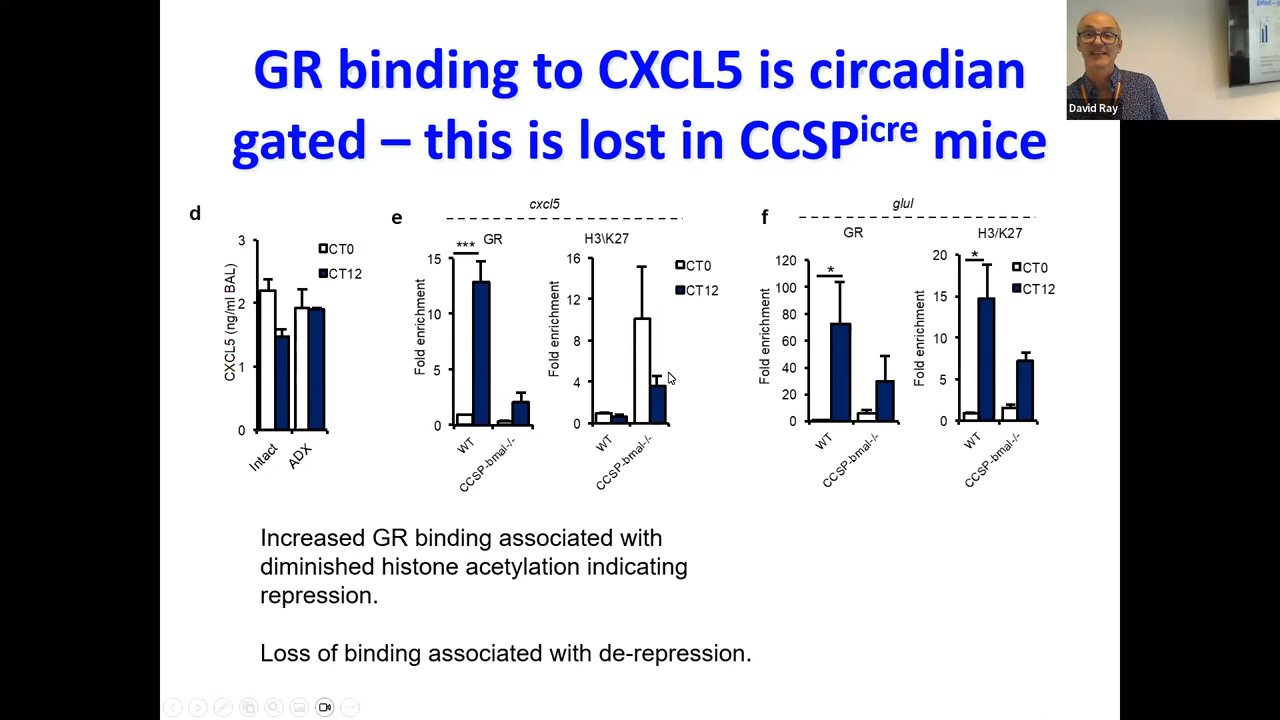 GR binding to CXCL5 is circadian
gated – this is lost in CCSPicre mice
David Ray
d
3
2
1
0
CXCL5 (ng/ml BAL)
CT0
CT12
Intact
ADX
e
cxcl5
GR
***
15
10
5
0
Fold enrichment
WT
CCSP-bmal-/-
H3\K27
16
12
8
4
0
Fold enrichment
CT0
CT12
WT
CCSP-bmal-/-
f
glul
GR
*
120
100
80
60
40
20
0
Fold enrichment
WT
CCSP-bmal-/-
H3/K27
*
20
15
10
5
0
Fold enrichment
CT0
CT12
WT
CCSP-bmal-/-
Increased GR binding associated with
diminished histone acetylation indicating
repression.
Loss of binding associated with de-repression.